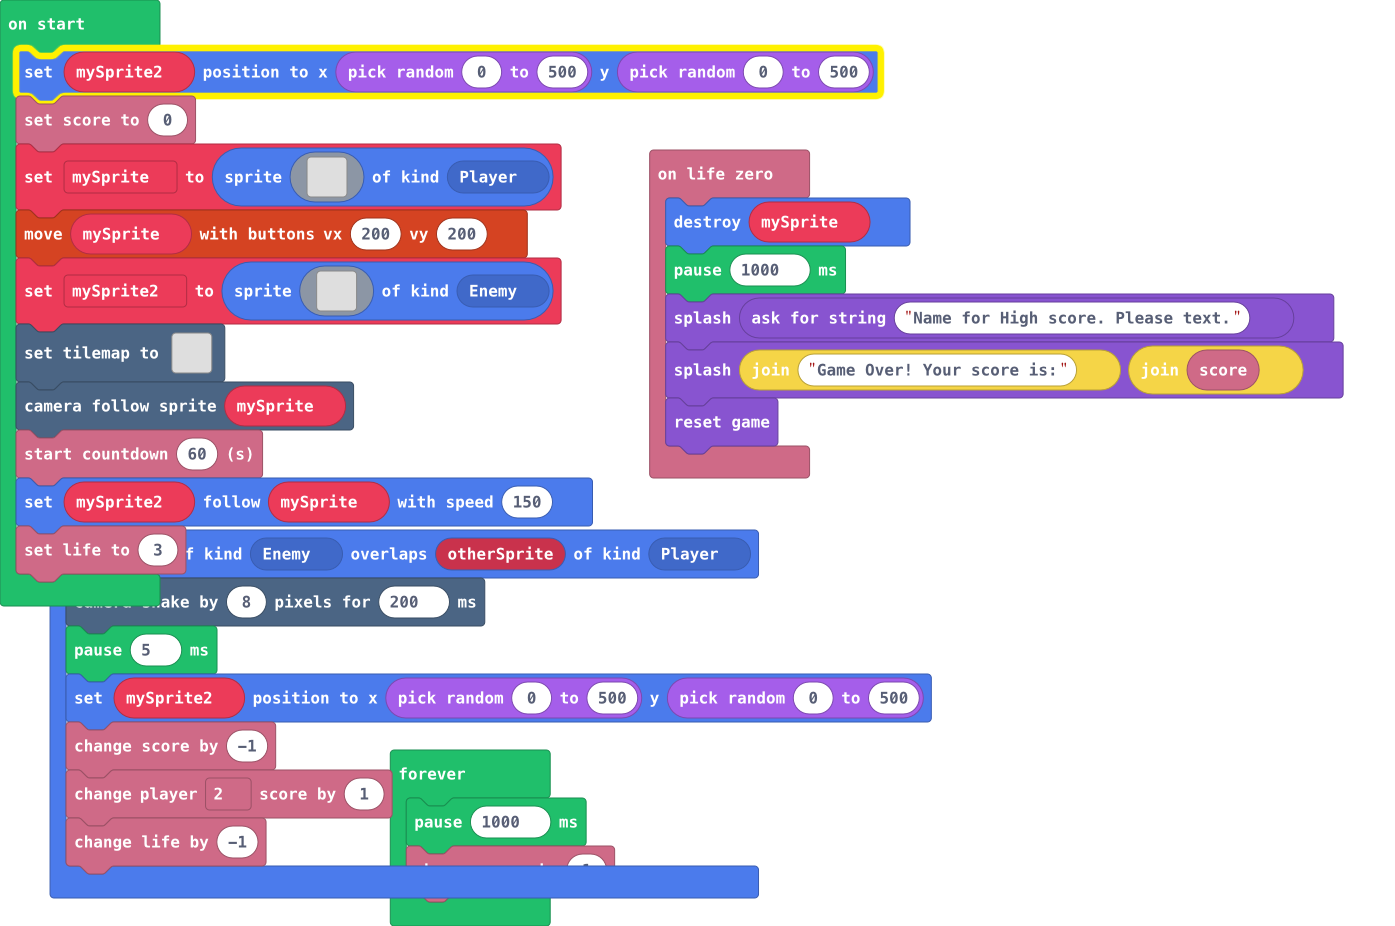 on start
set mySprite2 position to x pick random 0 to 500 y pick random 0 to 500
set score to 0
set mySprite to sprite of kind Player
move mySprite with buttons vx 200 vy 200
set mySprite2 to sprite of kind Enemy
set tilemap to
camera follow sprite mySprite
start countdown 60 (s)
set mySprite2 follow mySprite with speed 150
set life to 3
kind Enemy overlaps otherSprite of kind Player
by 8 pixels for 200 ms
pause 5 ms
set mySprite2 position to x pick random 0 to 500 y pick random 0 to 500
change score by −1
change player 2 score by 1
change life by −1
on life zero
destroy mySprite
pause 1000 ms
splash ask for string "Name for High score. Please text."
splash join "Game Over! Your score is:" join score
reset game
forever
pause 1000 ms